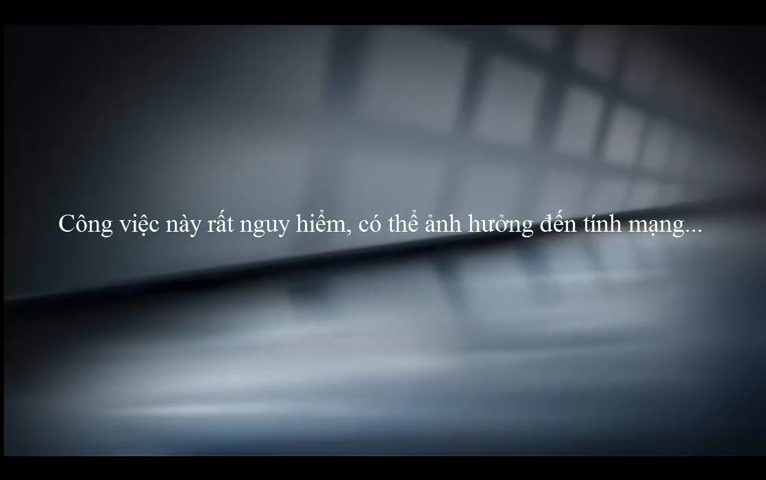 Công việc này rất nguy hiểm, có thể ảnh hưởng đến tính mạng...